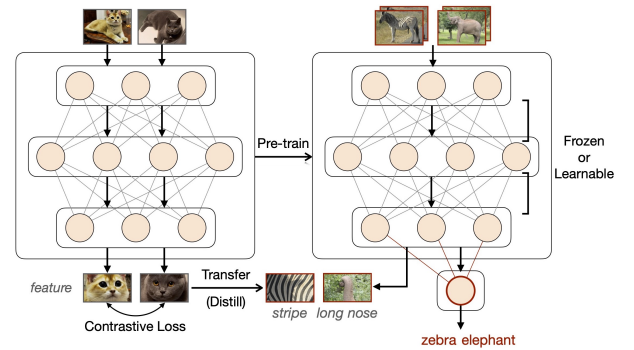 Pre-train
Frozen
or
Learnable
feature
Transfer
(Distill)
stripe
long nose
Contrastive Loss
zebra elephant